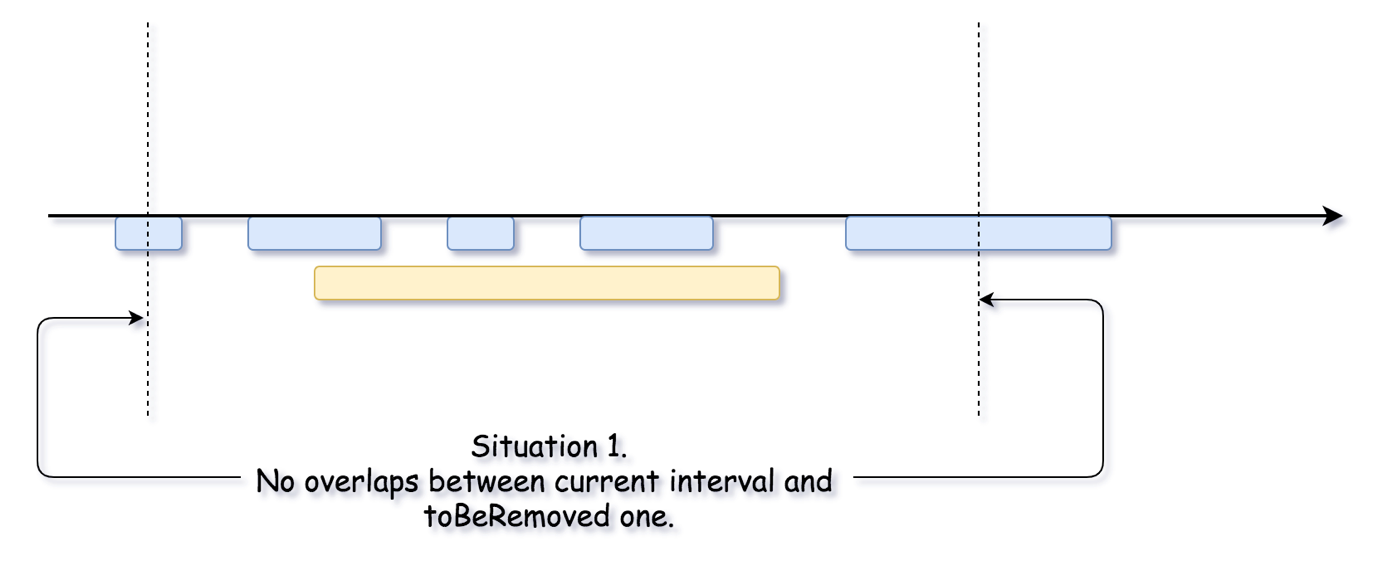 Situation 1.
No overlaps between current interval and
toBeRemoved one.